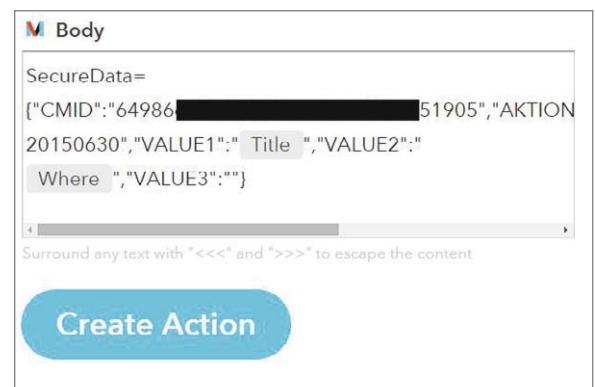 M Body
SecureData=
{"CMID":"64986 51905","AKTION
20150630","VALUE1":" Title ","VALUE2":"
Where ","VALUE3":""}
Surround any text with "<<<" and ">>>" to escape the content
Create Action